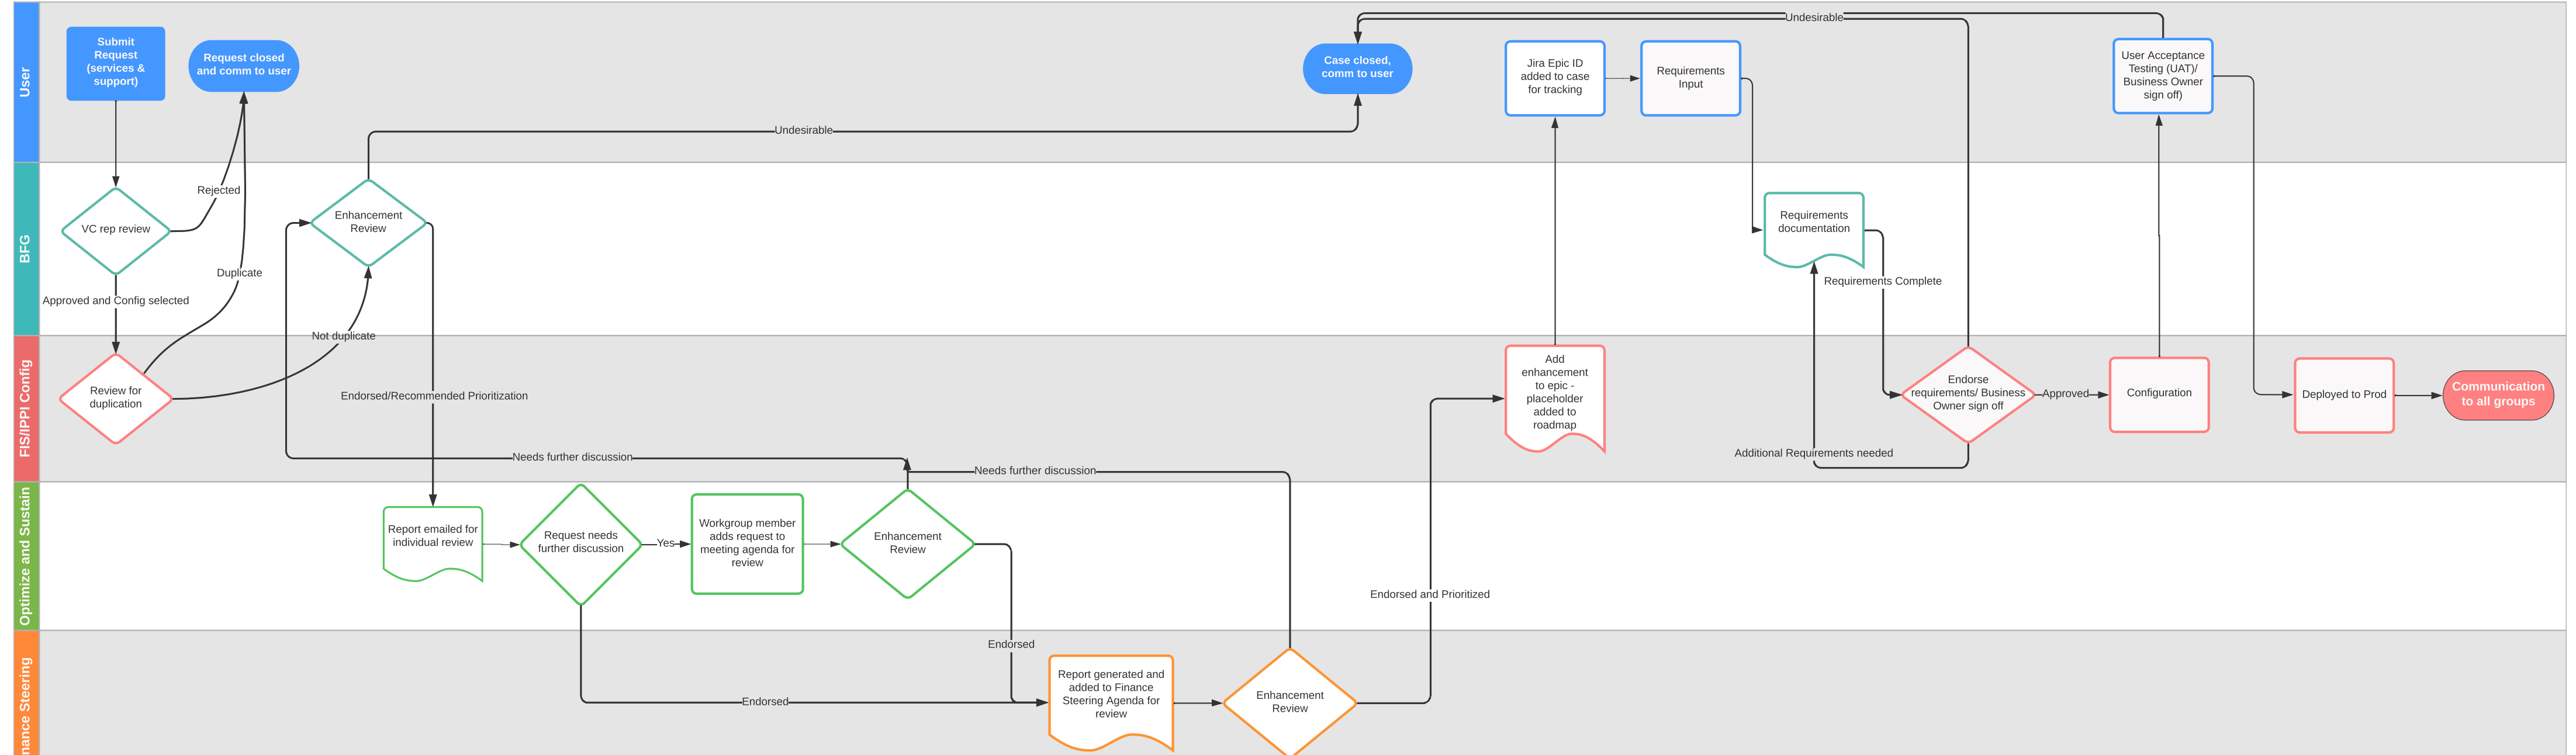 User
Submit
Request
(services &
support)
Request closed
and comm to user
Case closed,
comm to user
Undesirable
Jira Epic ID
added to case
for tracking
Requirements
Input
User Acceptance
Testing (UAT)/
Business Owner
sign off)
Undesirable
BFG
VC rep review
Rejected
Enhancement
Review
Duplicate
Approved and Config selected
Requirements
documentation
Requirements Complete
Not duplicate
FIS/IPPI Config
Review for
duplication
Endorsed/Recommended Prioritization
Add
enhancement
to epic -
placeholder
added to
roadmap
Endorse
requirements/ Business
Owner sign off
Approved
Configuration
Deployed to Prod
Communication
to all groups
Needs further discussion
Needs further discussion
Additional Requirements needed
Optimize and Sustain
Report emailed for
individual review
Request needs
further discussion
Yes
Workgroup member
adds request to
meeting agenda for
review
Enhancement
Review
Endorsed and Prioritized
nance Steering
Endorsed
Endorsed
Report generated and
added to Finance
Steering Agenda for
review
Enhancement
Review